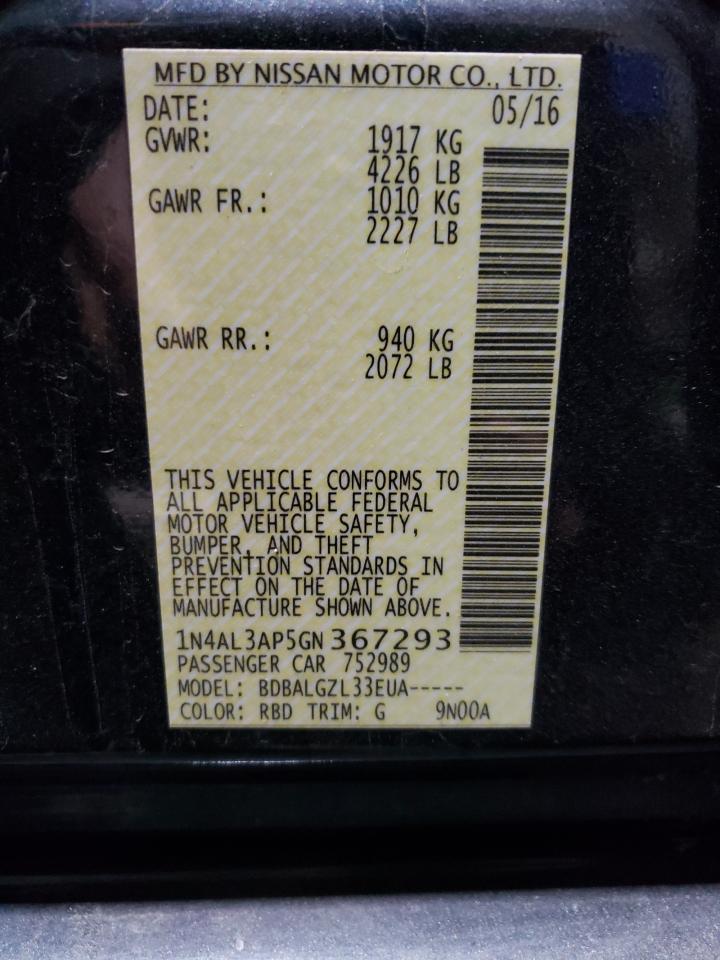 MFD BY NISSAN MOTOR CO., LTD.
DATE: 05/16
GVWR: 1917 KG
4226 LB
GAWR FR.: 1010 KG
2227 LB
GAWR RR.: 940 KG
2072 LB
THIS VEHICLE CONFORMS TO
ALL APPLICABLE FEDERAL
MOTOR VEHICLE SAFETY,
BUMPER, AND THEFT
PREVENTION STANDARDS IN
EFFECT ON THE DATE OF
MANUFACTURE SHOWN ABOVE.
1N4AL3AP5GN367293
PASSENGER CAR 752989
MODEL: BDBALGZL33EUA-----
COLOR: RBD TRIM: G 9N00A